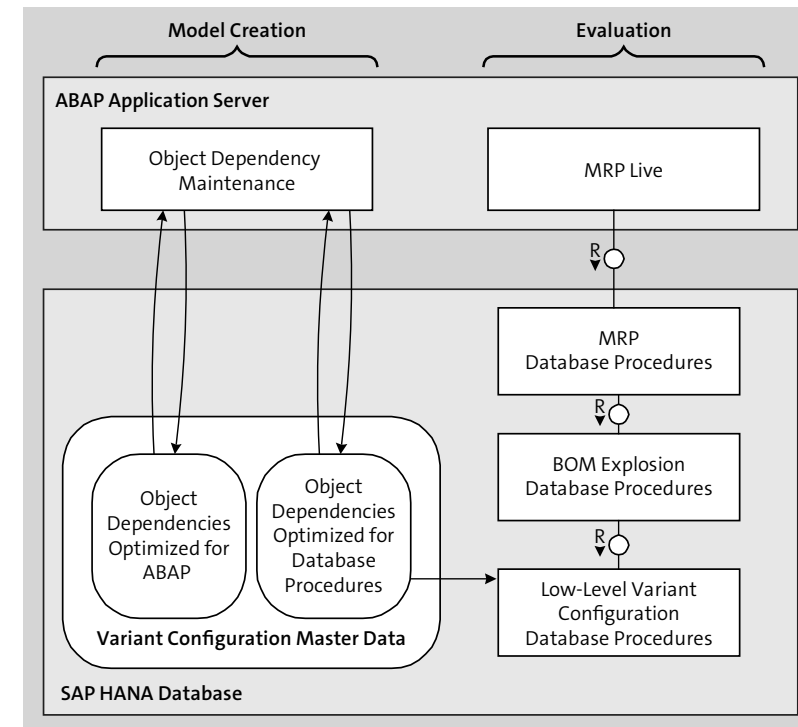 Model Creation
Evaluation
ABAP Application Server
Object Dependency
Maintenance
MRP Live
R
MRP
Database Procedures
R
BOM Explosion
Database Procedures
R
Low-Level Variant
Configuration
Database Procedures
Object
Dependencies
Optimized for
ABAP
Object
Dependencies
Optimized for
Database
Procedures
Variant Configuration Master Data
SAP HANA Database